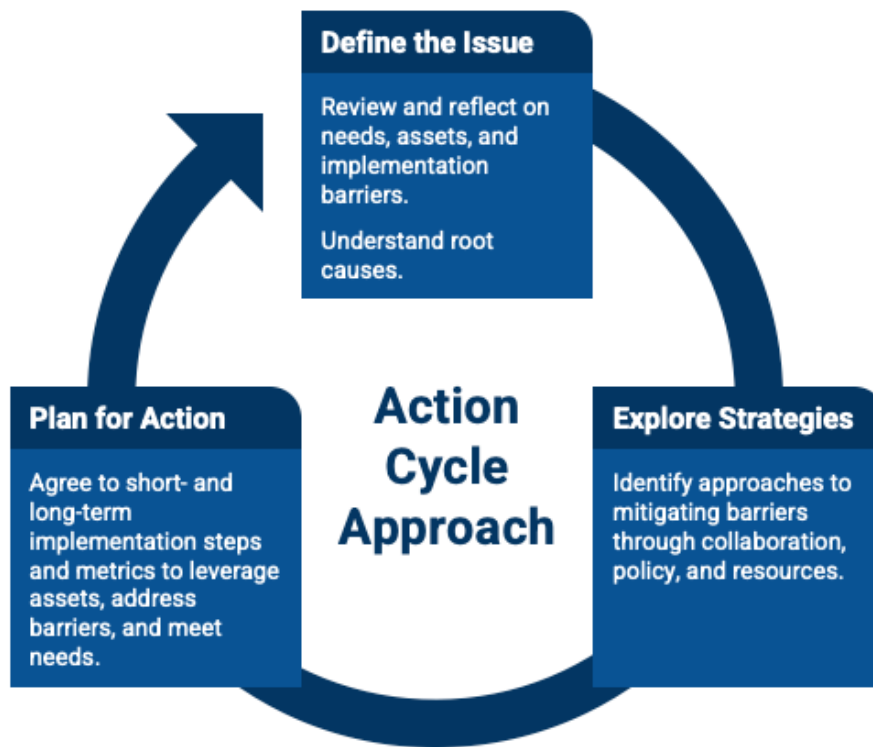 Define the Issue
Review and reflect on
needs, assets, and
implementation
barriers.
Understand root
causes.
Action
Cycle
Approach
Explore Strategies
Identify approaches to
mitigating barriers
through collaboration,
policy, and resources.
Plan for Action
Agree to short- and
long-term
implementation steps
and metrics to leverage
assets, address
barriers, and meet
needs.